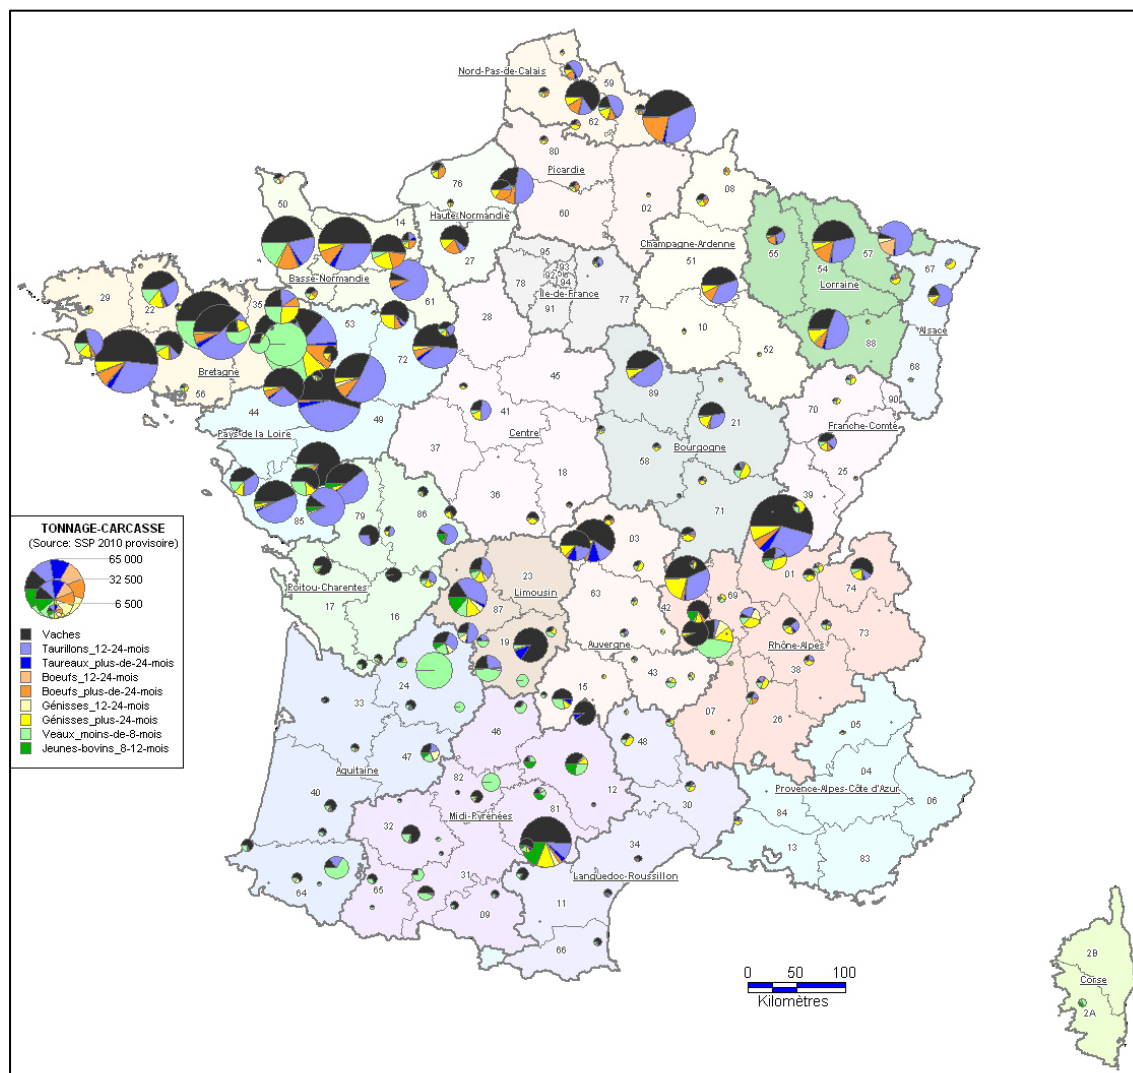 Nord-Pas-de-Calais
59
62
80
Picardie
76
08
50
Haute-Normandie
60
02
14
Champagne-Ardenne
57
27
95
51
55
67
93
92
54
94
78
Ile-de-France
Lorraine
Basse-Normandie
29
22
35
61
77
91
Alsace
28
10
53
88
72
52
68
Bretagne
45
56
89
70
90
44
49
41
21
Franche-Comté
Pays de la Loire
Centre
Bourgogne
37
58
25
18
39
79
86
36
85
71
TONNAGE-CARCASSE
(Source: SSP 2010 provisoire)
65 000
32 500
6 500
Vaches
Taurillons_12-24-mois
Taureaux_plus-de-24-mois
Boeufs_12-24-mois
Boeufs_plus-de-24-mois
Génisses_12-24-mois
Génisses_plus-24-mois
Veaux_moins-de-8-mois
Jeunes-bovins_8-12-mois
03
01
23
74
Poitou-Charentes
Limousin
63
42
69
17
16
87
73
19
Auvergne
Rhône-Alpes
43
38
24
15
33
07
26
46
05
48
47
04
Aquitaine
82
12
Provence-Alpes-Côte d'Azur
40
30
06
81
84
Midi-Pyrénées
32
34
13
83
31
Languedoc-Roussillon
64
65
09
11
66
2B
0 50 100
Kilomètres
Corse
2A